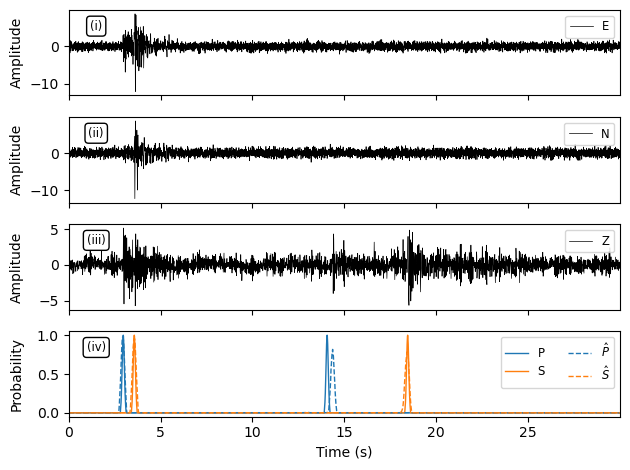 (i)
E
Amplitude
0
−10
(ii)
N
Amplitude
0
−10
(iii)
Z
Amplitude
5
0
−5
(iv)
P
S
P̂
Ŝ
Probability
1.0
0.5
0.0
0 5 10 15 20 25
Time (s)